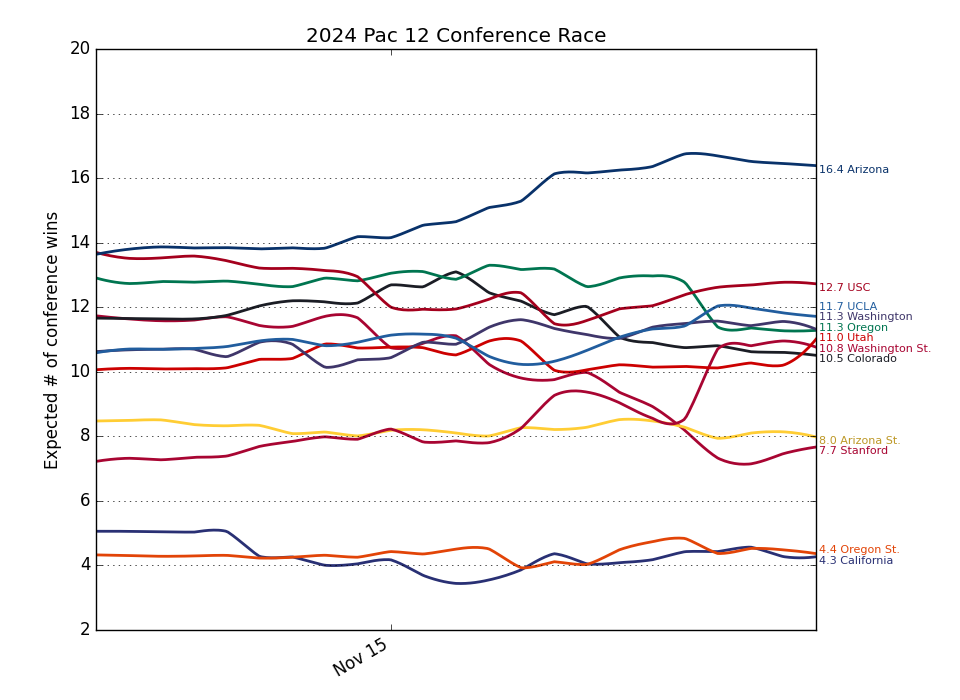 2024 Pac 12 Conference Race
Expected # of conference wins
20
18
16
14
12
10
8
6
4
2
Nov 15
16.4 Arizona
12.7 USC
11.7 UCLA
11.3 Washington
11.3 Oregon
11.0 Utah
10.8 Washington St.
10.5 Colorado
8.0 Arizona St.
7.7 Stanford
4.4 Oregon St.
4.3 California